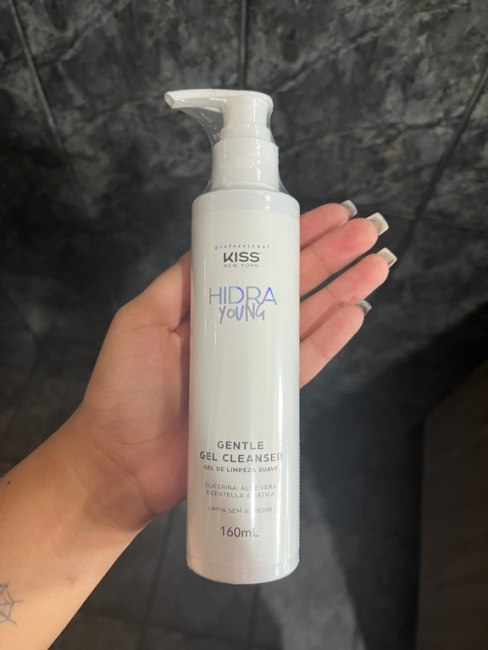 professional
KISS
NEW YORK
HIDRA
YOUNG
GENTLE
GEL CLEANSER
GEL DE LIMPEZA SUAVE
GLICERINA, ALOE VERA
E CENTELLA ASIÁTICA
LIMPA SEM AGREDIR
160mL